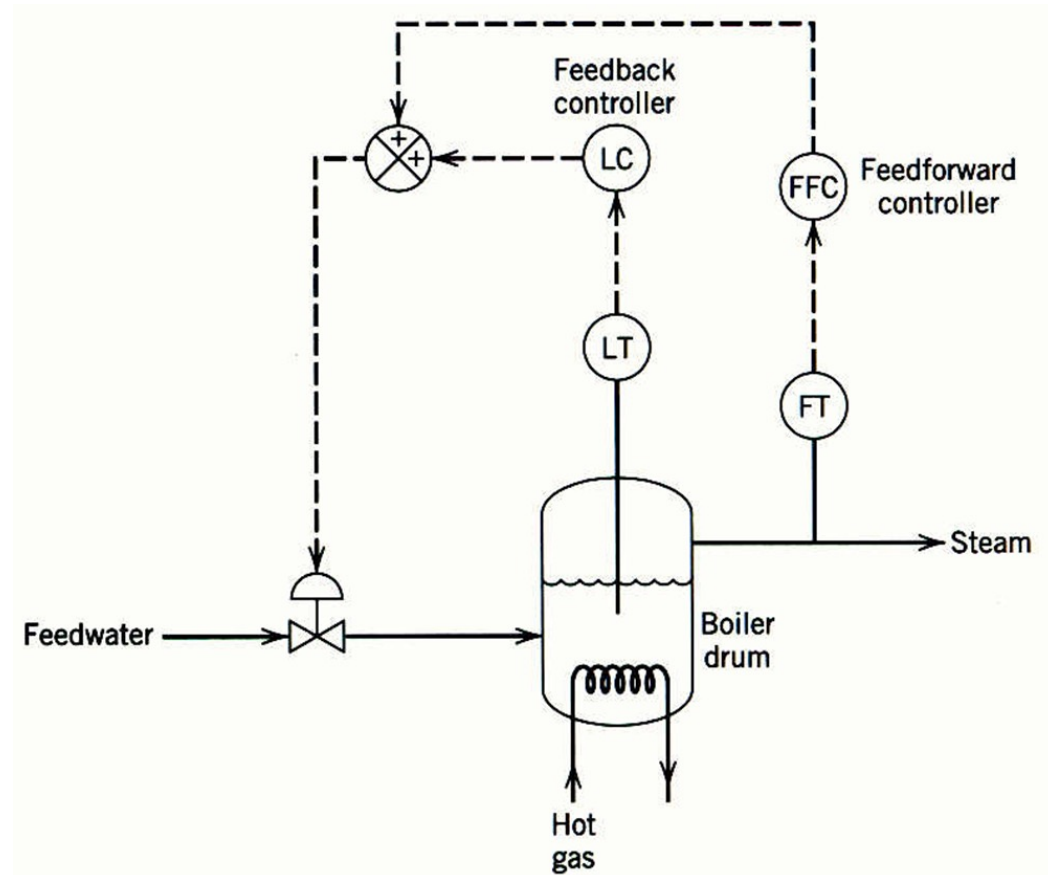 Feedback
controller
+
+
LC
FFC
Feedforward
controller
LT
FT
Steam
Feedwater
Boiler
drum
Hot
gas